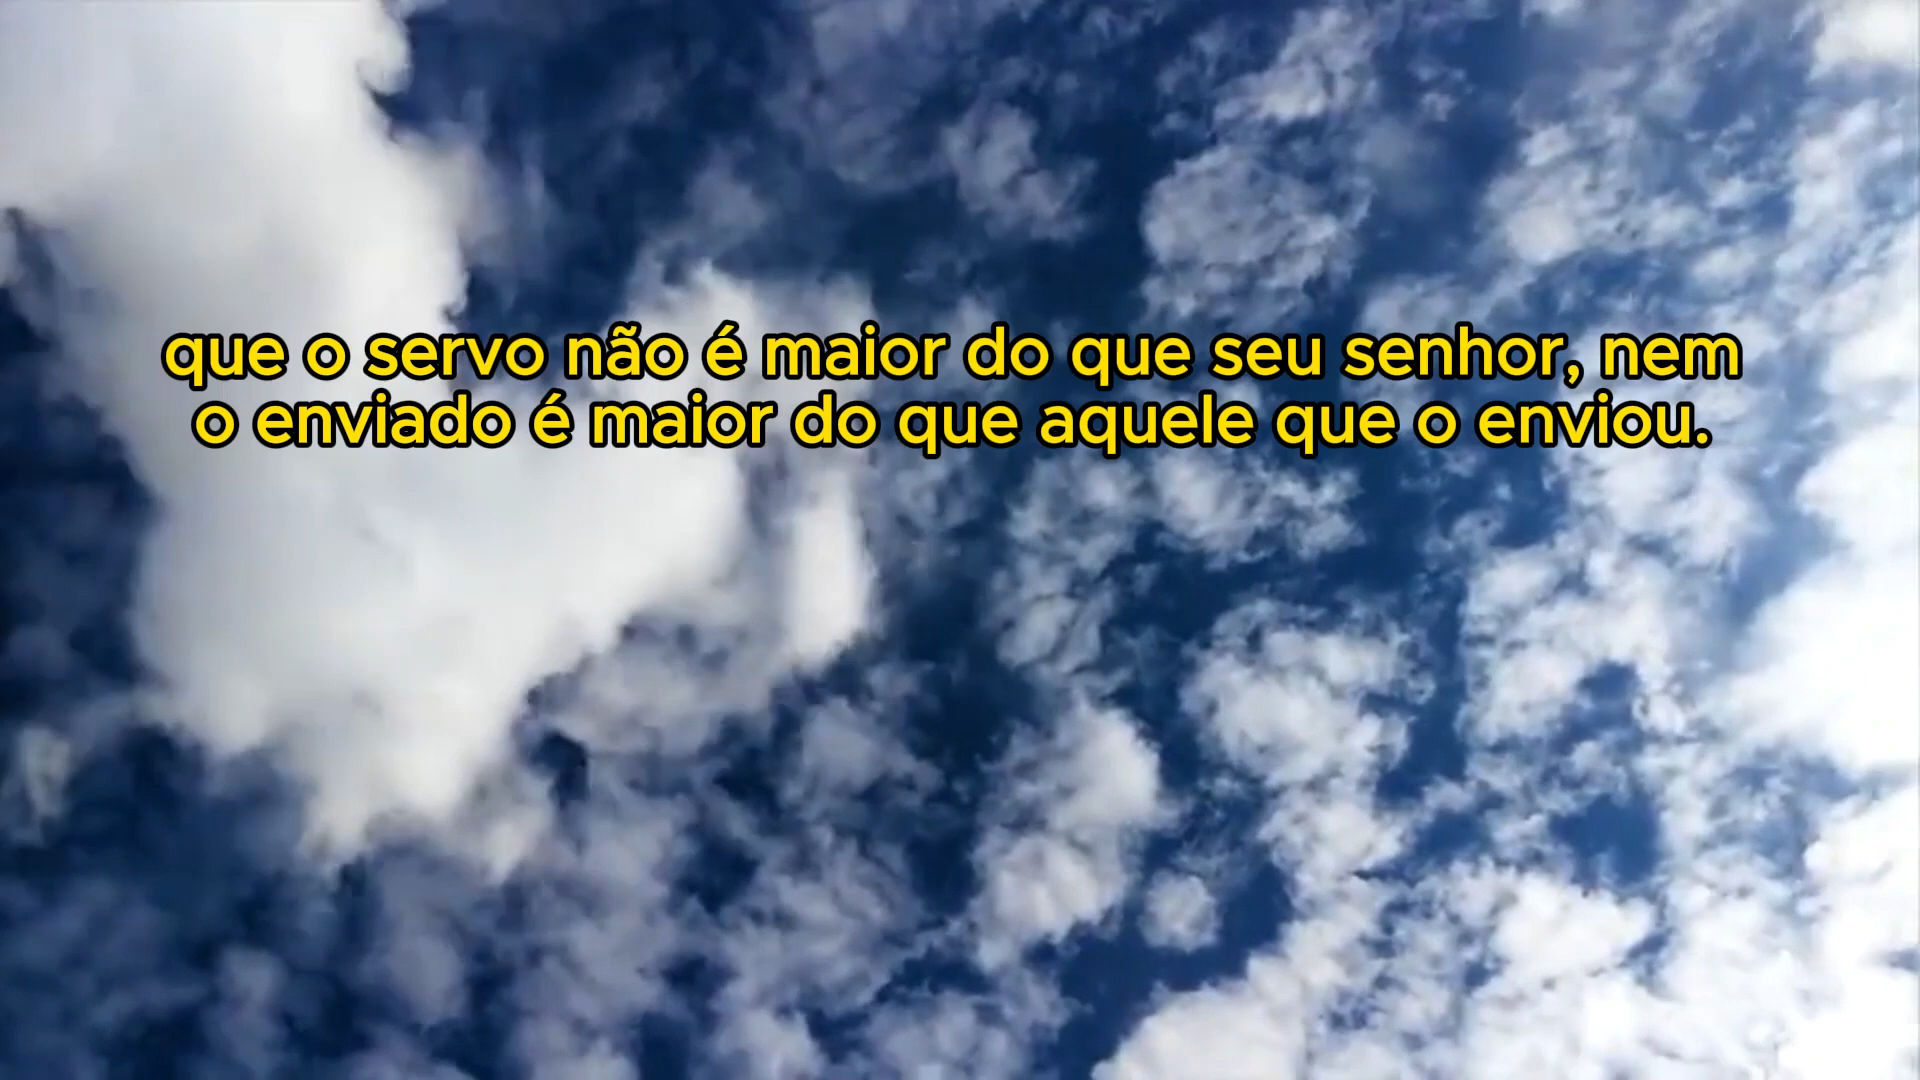 que o servo não é maior do que seu senhor, nem
o enviado é maior do que aquele que o enviou.